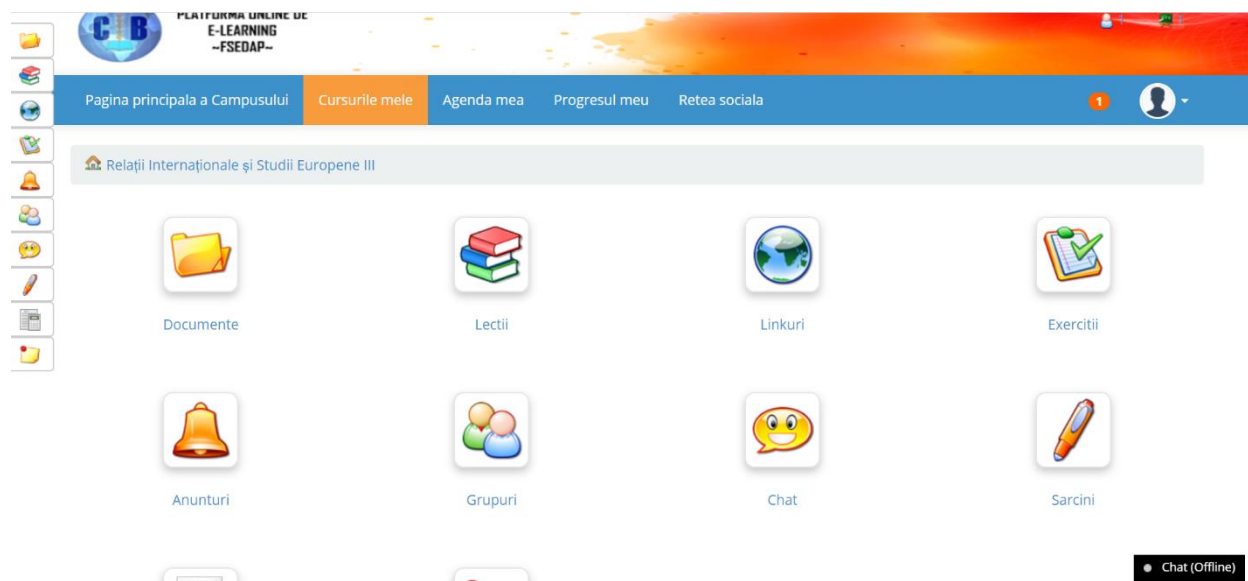 C B
PLATFORMA ONLINE DE
E-LEARNING
~FSEDAP~
Pagina principala a Campusului
Cursurile mele
Agenda mea
Progresul meu
Retea sociala
1
Relații Internaționale și Studii Europene III
Documente
Lectii
Linkuri
Exercitii
Anunturi
Grupuri
Chat
Sarcini
Chat (Offline)